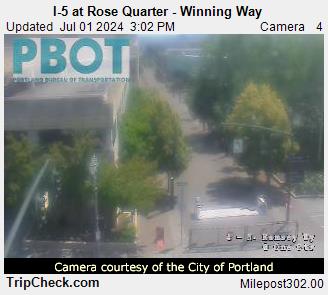 I-5 at Rose Quarter - Winning Way
Updated Jul 01 2024 3:02 PM Camera 4
PBOT
PORTLAND BUREAU OF TRANSPORTATION
Camera courtesy of the City of Portland
TripCheck.com Milepost302.00